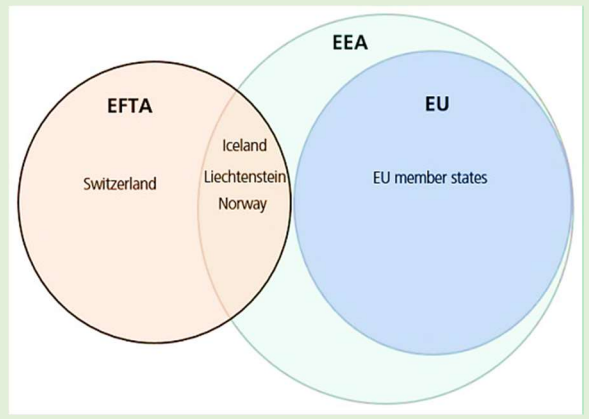 EEA
EFTA
EU
Iceland
Switzerland
Liechtenstein
EU member states
Norway